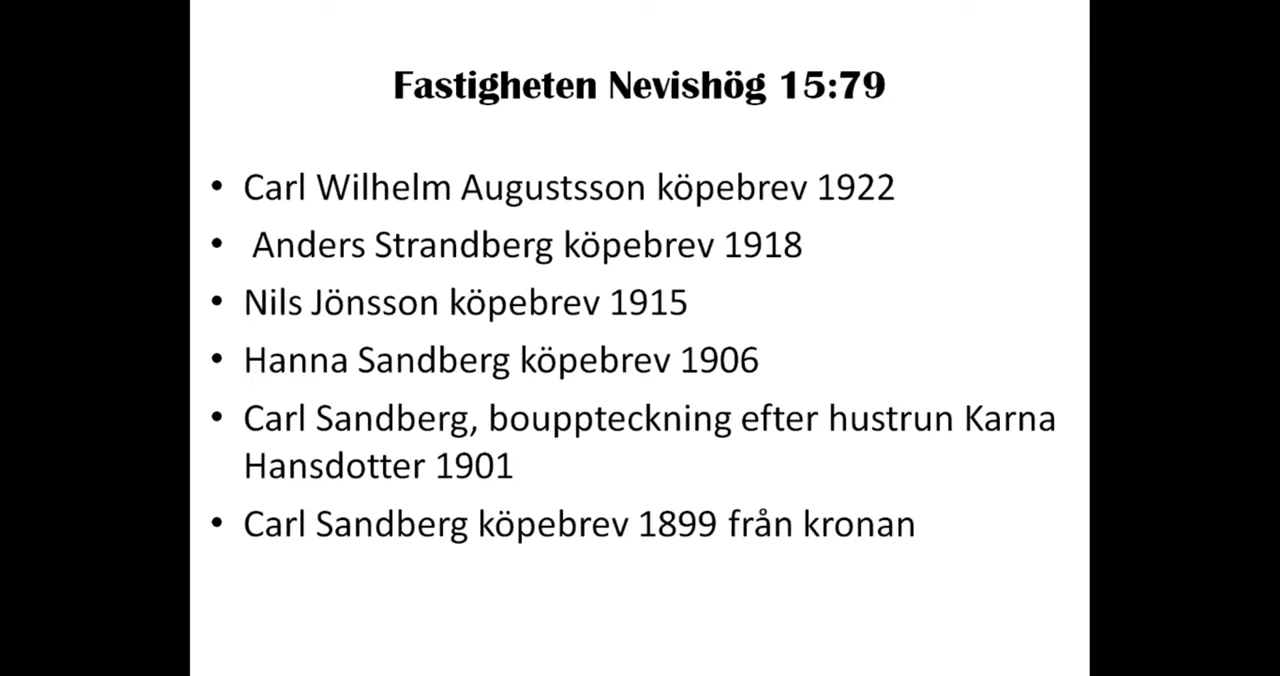 Fastigheten Nevishög 15:79
• Carl Wilhelm Augustsson köpebrev 1922
• Anders Strandberg köpebrev 1918
• Nils Jönsson köpebrev 1915
• Hanna Sandberg köpebrev 1906
• Carl Sandberg, bouppteckning efter hustrun Karna
Hansdotter 1901
• Carl Sandberg köpebrev 1899 från kronan